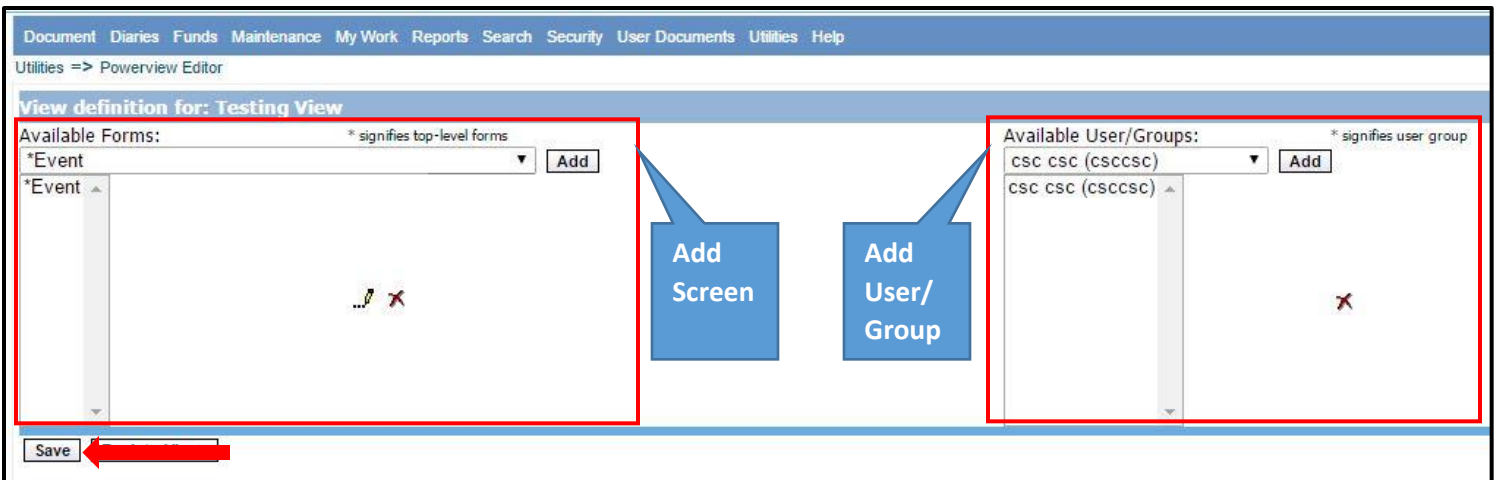 Document Diaries Funds Maintenance My Work Reports Search Security User Documents Utilities Help
Utilities => Powerview Editor
View definition for: Testing View
Available Forms: * signifies top-level forms
*Event Add
*Event
Add
Screen
Available User/Groups: * signifies user group
csc csc (csccsc) Add
csc csc (csccsc)
Add
User/
Group
Save